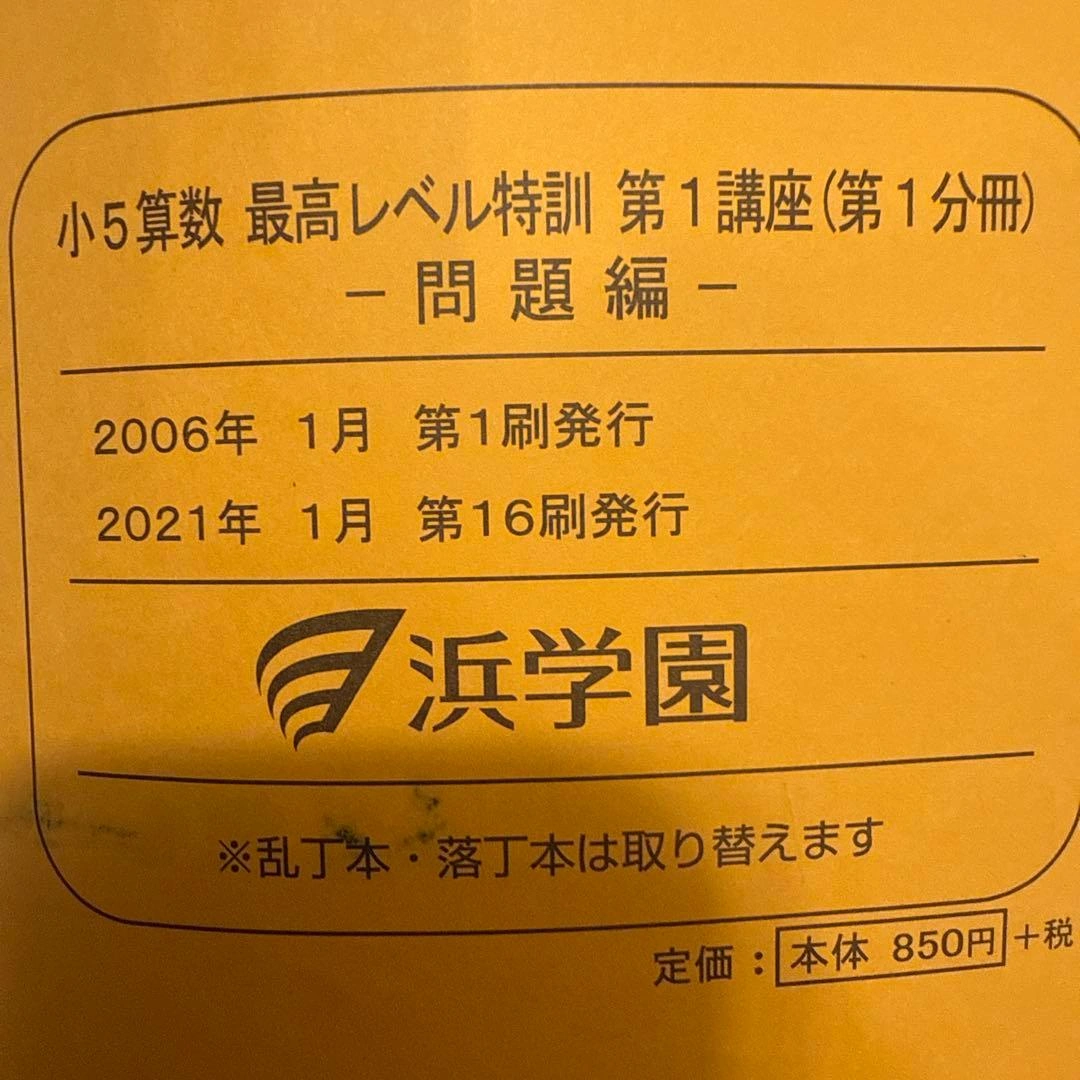 小5算数 最高レベル特訓 第1講座(第1分冊)
－問題編－
2006年 1月 第1刷発行
2021年 1月 第16刷発行
浜学園
※乱丁本・落丁本は取り替えます
定価：本体 850円＋税